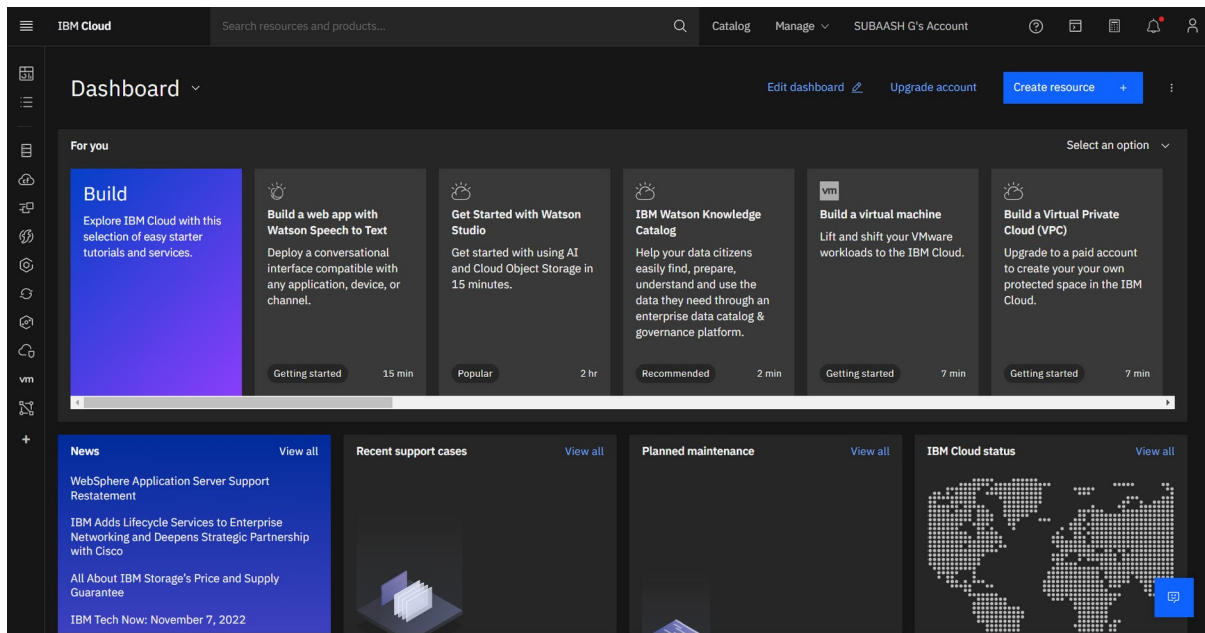 IBM Cloud
Search resources and products...
Catalog
Manage
SUBAASH G's Account
Dashboard
Edit dashboard
Upgrade account
Create resource +
For you
Select an option
Build
Explore IBM Cloud with this
selection of easy starter
tutorials and services.
Build a web app with
Watson Speech to Text
Deploy a conversational
interface compatible with
any application, device, or
channel.
Getting started
15 min
Get Started with Watson
Studio
Get started with using AI
and Cloud Object Storage in
15 minutes.
Popular
2 hr
IBM Watson Knowledge
Catalog
Help your data citizens
easily find, prepare,
understand and use the
data they need through an
enterprise data catalog &
governance platform.
Recommended
2 min
vm
Build a virtual machine
Lift and shift your VMware
workloads to the IBM Cloud.
Getting started
7 min
Build a Virtual Private
Cloud (VPC)
Upgrade to a paid account
to create your your own
protected space in the IBM
Cloud.
Getting started
7 min
vm
News
View all
WebSphere Application Server Support
Restatement
IBM Adds Lifecycle Services to Enterprise
Networking and Deepens Strategic Partnership
with Cisco
All About IBM Storage's Price and Supply
Guarantee
IBM Tech Now: November 7, 2022
Recent support cases
View all
Planned maintenance
View all
IBM Cloud status
View all